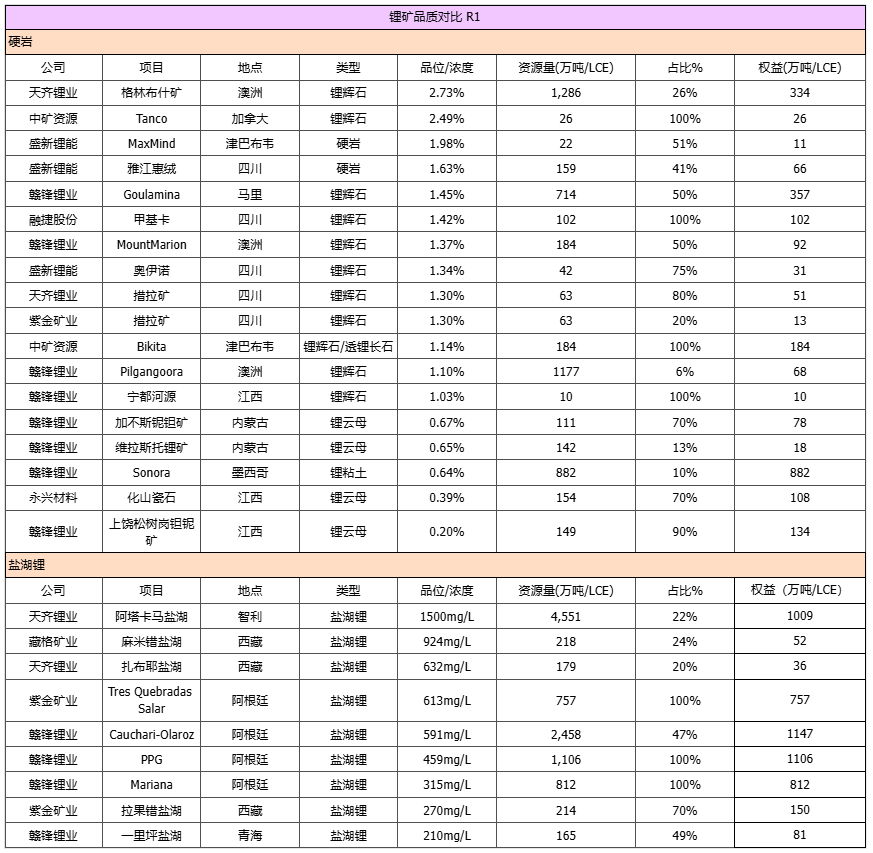 锂矿品质对比 R1
硬岩
公司 项目 地点 类型 品位/浓度 资源量(万吨/LCE) 占比% 权益(万吨/LCE)
天齐锂业 格林布什矿 澳洲 锂辉石 2.73% 1,286 26% 334
中矿资源 Tanco 加拿大 锂辉石 2.49% 26 100% 26
盛新锂能 MaxMind 津巴布韦 硬岩 1.98% 22 51% 11
盛新锂能 雅江惠绒 四川 硬岩 1.63% 159 41% 66
赣锋锂业 Goulamina 马里 锂辉石 1.45% 714 50% 357
融捷股份 甲基卡 四川 锂辉石 1.42% 102 100% 102
赣锋锂业 MountMarion 澳洲 锂辉石 1.37% 184 50% 92
盛新锂能 奥伊诺 四川 锂辉石 1.34% 42 75% 31
天齐锂业 措拉矿 四川 锂辉石 1.30% 63 80% 51
紫金矿业 措拉矿 四川 锂辉石 1.30% 63 20% 13
中矿资源 Bikita 津巴布韦 锂辉石/透锂长石 1.14% 184 100% 184
赣锋锂业 Pilgangoora 澳洲 锂辉石 1.10% 1177 6% 68
赣锋锂业 宁都河源 江西 锂辉石 1.03% 10 100% 10
赣锋锂业 加不斯铌钽矿 内蒙古 锂云母 0.67% 111 70% 78
赣锋锂业 维拉斯托锂矿 内蒙古 锂云母 0.65% 142 13% 18
赣锋锂业 Sonora 墨西哥 锂粘土 0.64% 882 10% 882
永兴材料 化山瓷石 江西 锂云母 0.39% 154 70% 108
赣锋锂业 上饶松树岗钽铌矿 江西 锂云母 0.20% 149 90% 134
盐湖锂
公司 项目 地点 类型 品位/浓度 资源量(万吨/LCE) 占比% 权益（万吨/LCE)
天齐锂业 阿塔卡马盐湖 智利 盐湖锂 1500mg/L 4,551 22% 1009
藏格矿业 麻米错盐湖 西藏 盐湖锂 924mg/L 218 24% 52
天齐锂业 扎布耶盐湖 西藏 盐湖锂 632mg/L 179 20% 36
紫金矿业 Tres Quebradas Salar 阿根廷 盐湖锂 613mg/L 757 100% 757
赣锋锂业 Cauchari-Olaroz 阿根廷 盐湖锂 591mg/L 2,458 47% 1147
赣锋锂业 PPG 阿根廷 盐湖锂 459mg/L 1,106 100% 1106
赣锋锂业 Mariana 阿根廷 盐湖锂 315mg/L 812 100% 812
紫金矿业 拉果错盐湖 西藏 盐湖锂 270mg/L 214 70% 150
赣锋锂业 一里坪盐湖 青海 盐湖锂 210mg/L 165 49% 81